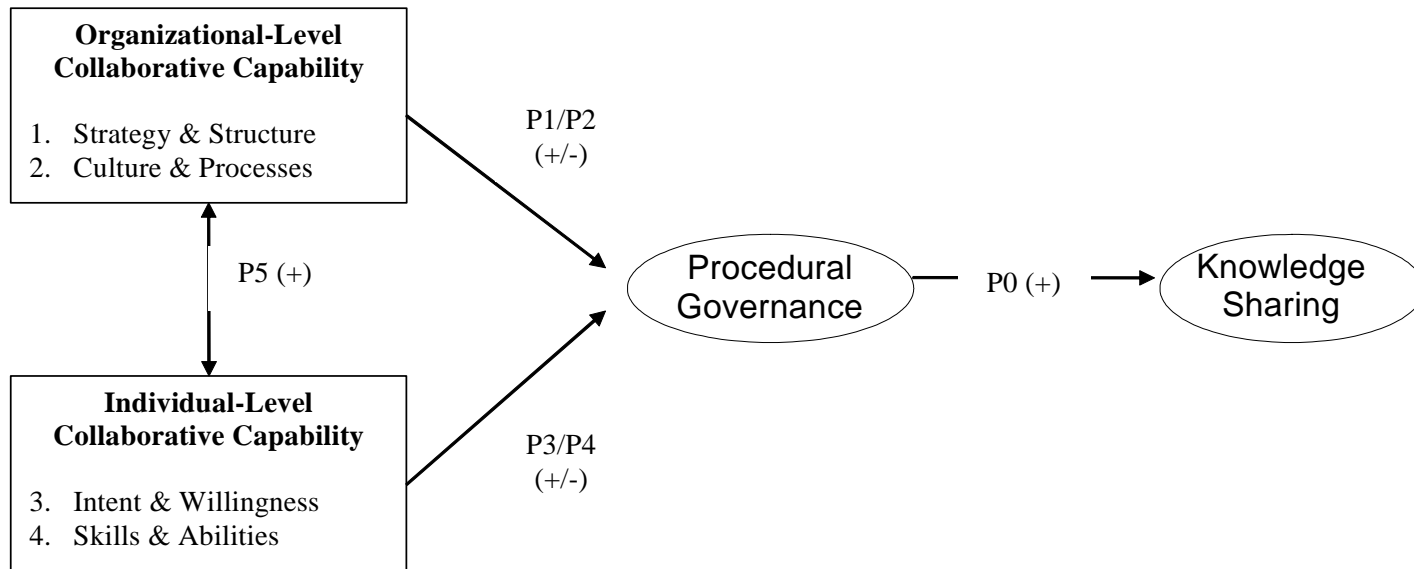 Organizational-Level
Collaborative Capability
1. Strategy & Structure
2. Culture & Processes
P1/P2
(+/-)
P5 (+)
Procedural
Governance
P0 (+)
Knowledge
Sharing
Individual-Level
Collaborative Capability
3. Intent & Willingness
4. Skills & Abilities
P3/P4
(+/-)